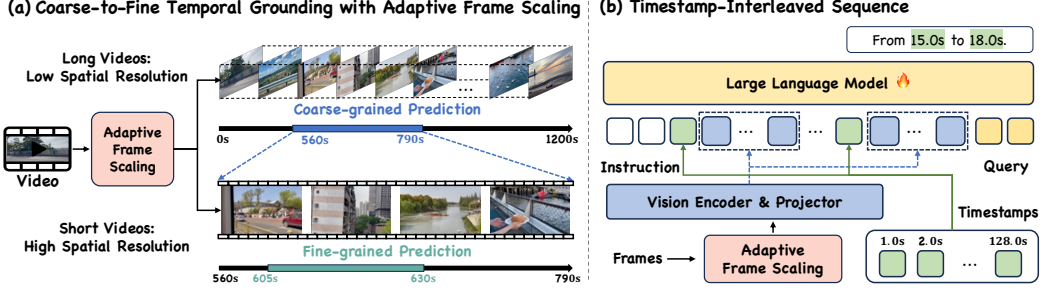 (a) Coarse-to-Fine Temporal Grounding with Adaptive Frame Scaling
Long Videos:
Low Spatial Resolution
Coarse-grained Prediction
0s 560s 790s 1200s
Adaptive
Frame
Scaling
Video
Short Videos:
High Spatial Resolution
Fine-grained Prediction
560s 605s 630s 790s
(b) Timestamp-Interleaved Sequence
From 15.0s to 18.0s.
Large Language Model
... ... ...
Instruction
Query
Vision Encoder & Projector
Timestamps
Frames
Adaptive
Frame Scaling
1.0s 2.0s 128.0s
...